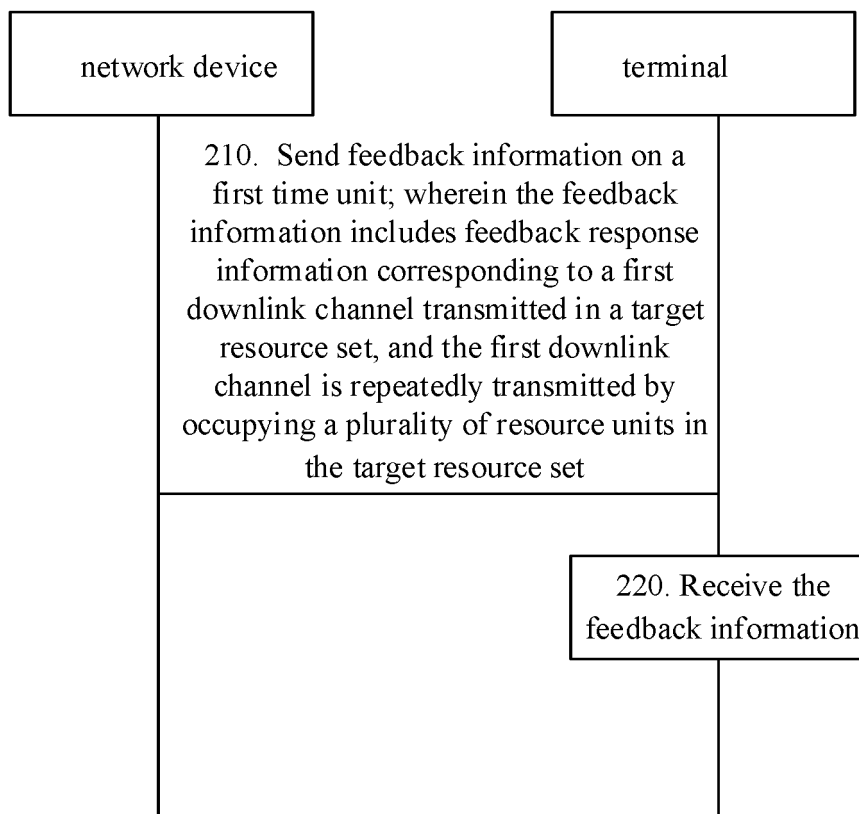 network device
terminal
210. Send feedback information on a
first time unit; wherein the feedback
information includes feedback response
information corresponding to a first
downlink channel transmitted in a target
resource set, and the first downlink
channel is repeatedly transmitted by
occupying a plurality of resource units in
the target resource set
220. Receive the
feedback information